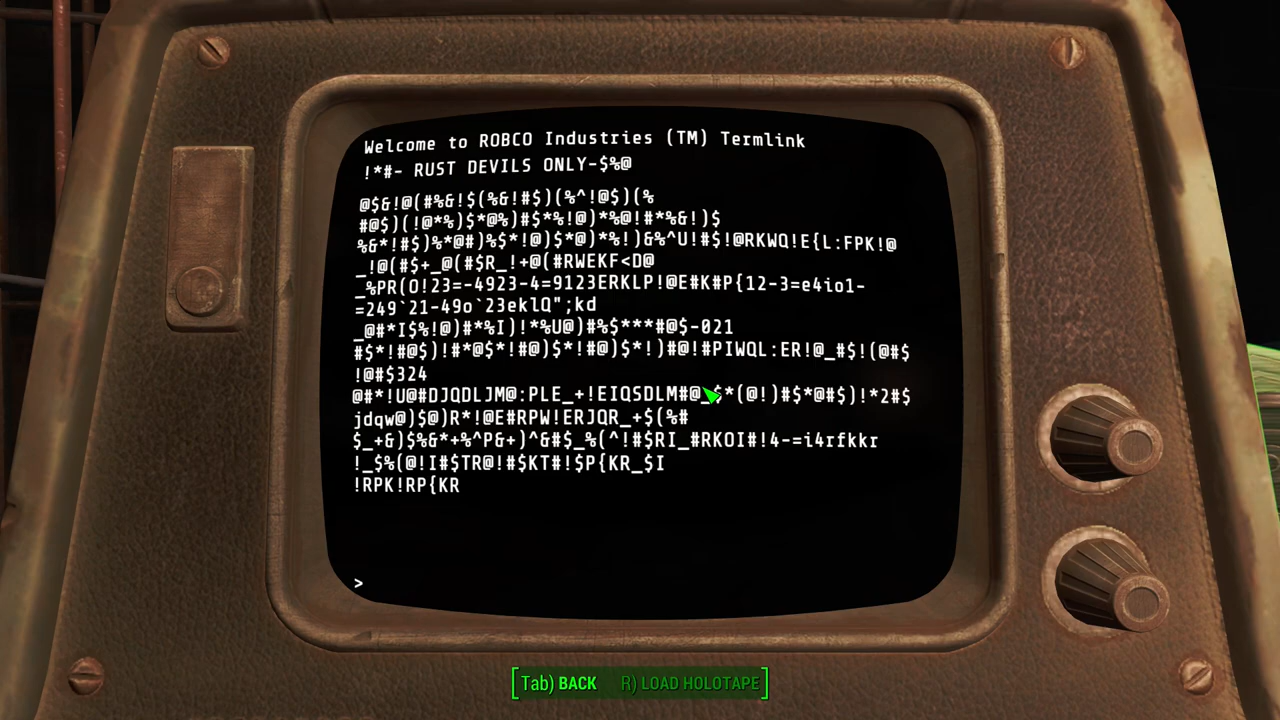 Welcome to ROBCO Industries (TM) Termlink
!*#- RUST DEVILS ONLY-$%@
@$&!@(#%&!$(%&!#$)(%^!@$)(%
#@$)(!@*%)$*@%)#$*%!@)*%@!#*%&!)$
%&*!#$)%*@#)%$*!@)$*@)*%!)&%^U!#$!@RKWQ!E{L:FPK!@
_!@(#$+_@(#$R_!+@(#RWEKF<D@
_%PR(O!23=-4923-4=9123ERKLP!@E#K#P{12-3=e4io1-
=249`21-49o`23eklQ";kd
_@#*I$%!@)#*%I)!*%U@)#%$***#@$-021
#$*!#@$)!#*@$*!#@)$*!#@)$*!)#@!#PIWQL:ER!@_#$!(@#$
!@#$324
@#*!U@#DJQDLJM@:PLE_+!EIQSDLM#@_$*(@!)#$*@#$)!*2#$
jdqw@)$@)R*!@E#RPW!ERJQR_+$(%#
$_+&)$%&*+%^P&+)^&#$_%(^!#$RI_#RKOI#!4-=i4rfkkr
!_$%(@!I#$TR@!#$KT#!$P{KR_$I
!RPK!RP{KR
>
Tab) BACK R) LOAD HOLOTAPE